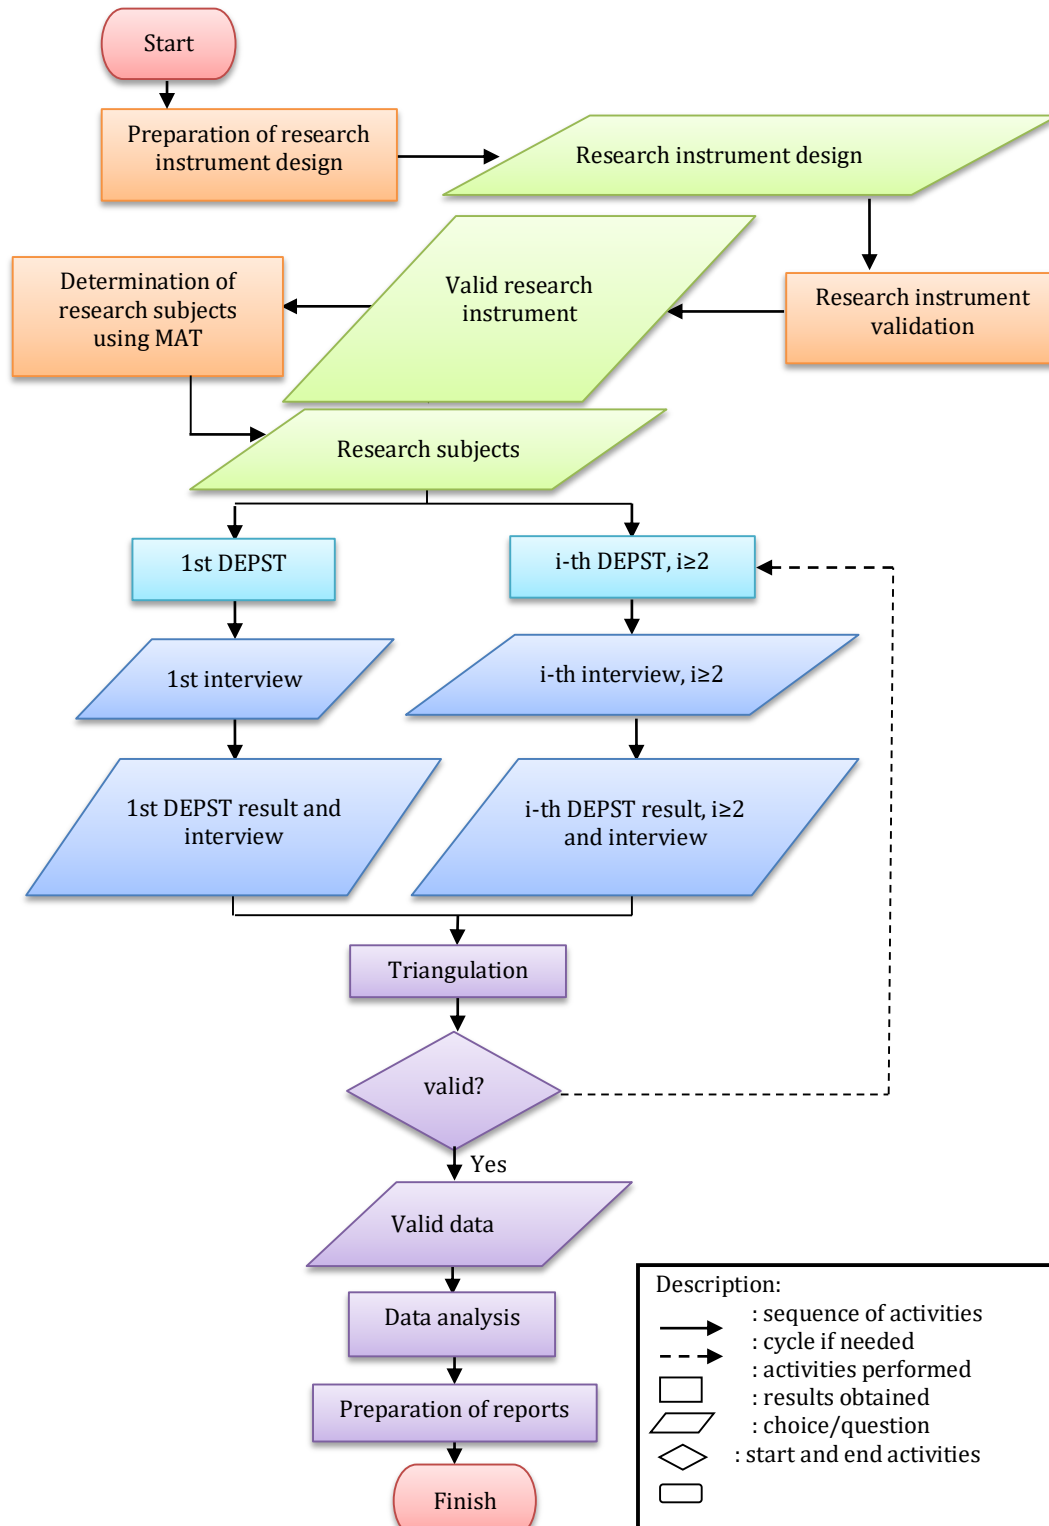 Start
Preparation of research
instrument design
Research instrument design
Valid research
instrument
Determination of
research subjects
using MAT
Research instrument
validation
Research subjects
1st DEPST
i-th DEPST, i≥2
1st interview
i-th interview, i≥2
1st DEPST result and
interview
i-th DEPST result, i≥2
and interview
Triangulation
valid?
Yes
Valid data
Data analysis
Preparation of reports
Finish
Description:
: sequence of activities
: cycle if needed
: activities performed
: results obtained
: choice/question
: start and end activities